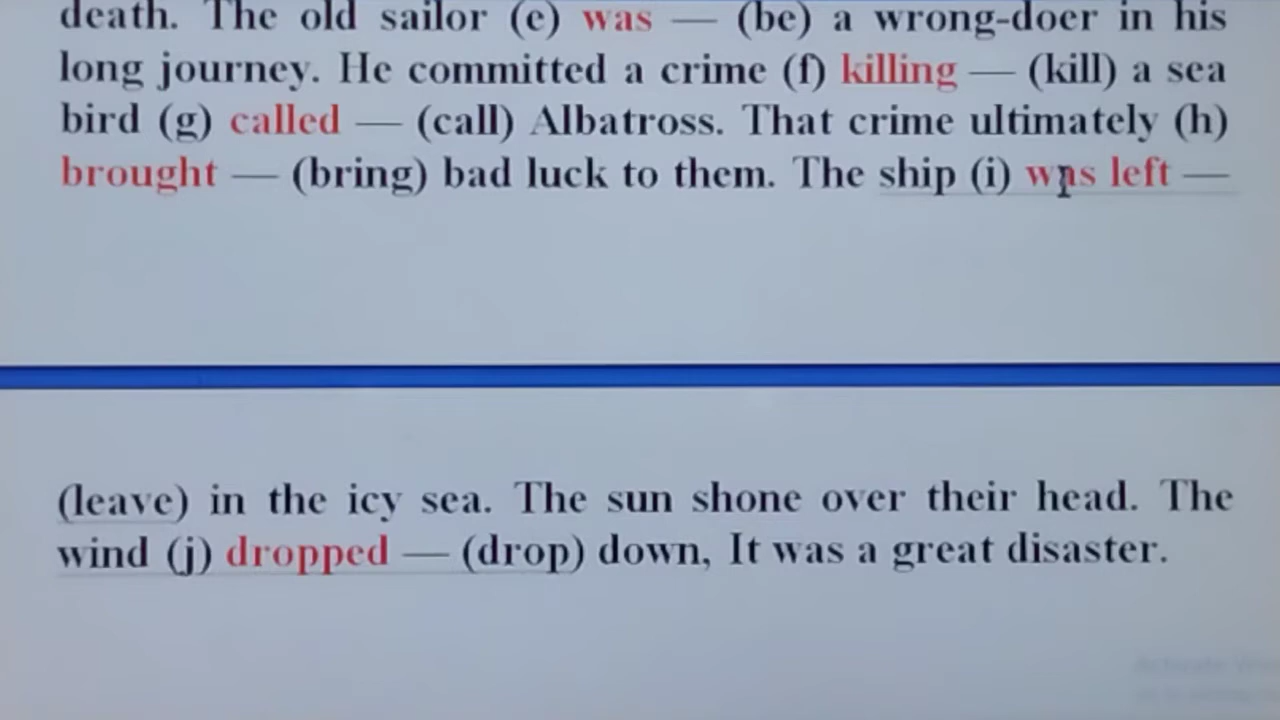 death. The old sailor (e) was — (be) a wrong-doer in his
long journey. He committed a crime (f) killing — (kill) a sea
bird (g) called — (call) Albatross. That crime ultimately (h)
brought — (bring) bad luck to them. The ship (i) was left —
(leave) in the icy sea. The sun shone over their head. The
wind (j) dropped — (drop) down, It was a great disaster.